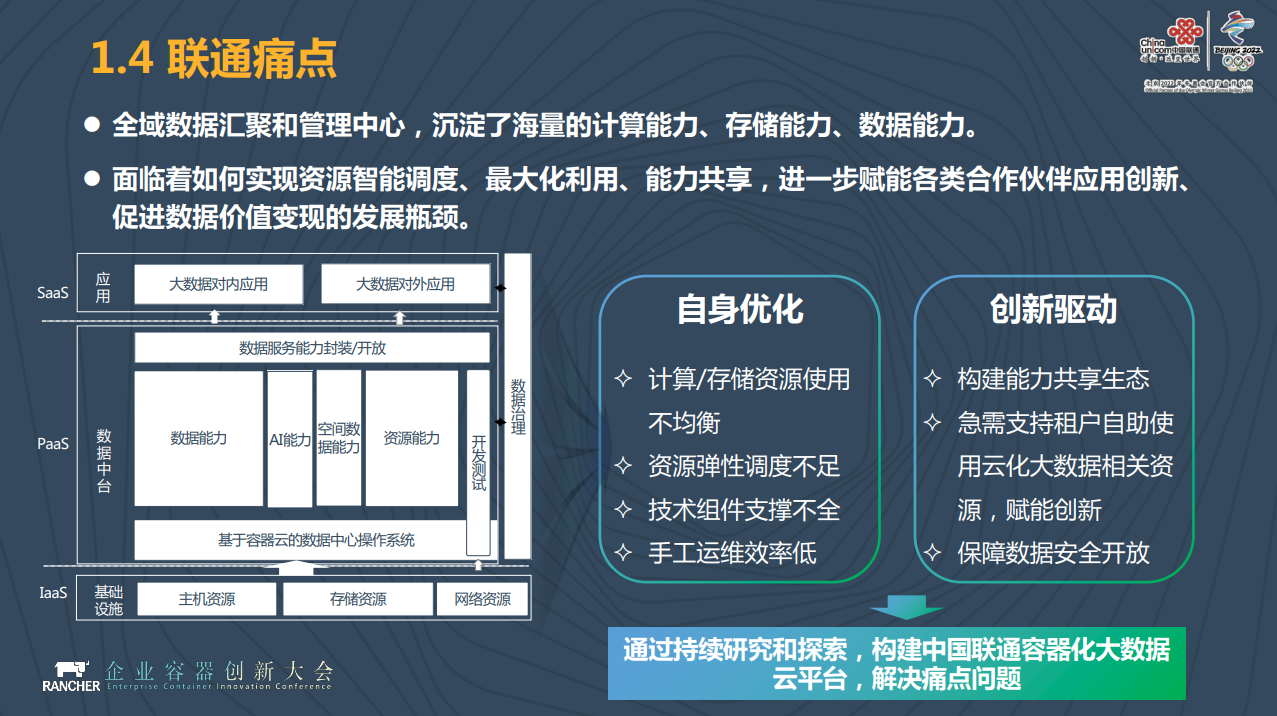 1.4 联通痛点
China
unicom中国联通
创新·改变世界
BEIJING 2022
● 全域数据汇聚和管理中心，沉淀了海量的计算能力、存储能力、数据能力。
● 面临着如何实现资源智能调度、最大化利用、能力共享，进一步赋能各类合作伙伴应用创新、
促进数据价值变现的发展瓶颈。
SaaS
应
用
大数据对内应用
大数据对外应用
PaaS
数
据
中
台
数据服务能力封装/开放
数据能力
AI能力
空间数
据能力
资源能力
开
发
测
试
数
据
治
理
基于容器云的数据中心操作系统
IaaS
基础
设施
主机资源
存储资源
网络资源
自身优化
✧ 计算/存储资源使用
不均衡
✧ 资源弹性调度不足
✧ 技术组件支撑不全
✧ 手工运维效率低
创新驱动
✧ 构建能力共享生态
✧ 急需支持租户自助使
用云化大数据相关资
源，赋能创新
✧ 保障数据安全开放
通过持续研究和探索，构建中国联通容器化大数据
云平台，解决痛点问题
RANCHER
企业容器创新大会
Enterprise Container Innovation Conference